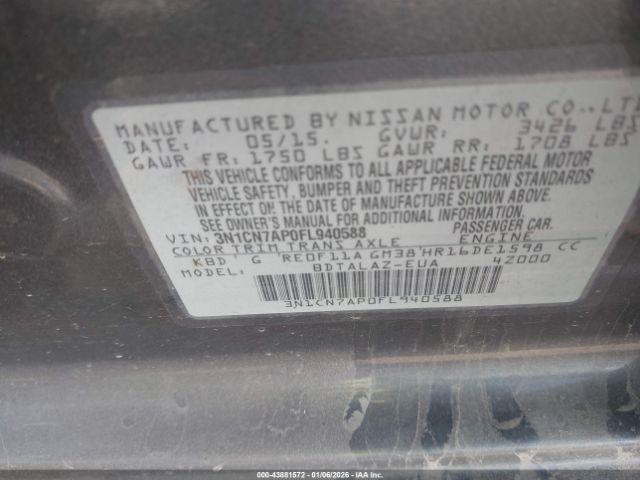 MANUFACTURED BY NISSAN MOTOR CO., LTD
DATE: 05/15. GVWR: 3426 LBS
GAWR FR: 1750 LBS GAWR RR: 1708 LBS
THIS VEHICLE CONFORMS TO ALL APPLICABLE FEDERAL MOTOR
VEHICLE SAFETY, BUMPER AND THEFT PREVENTION STANDARDS
IN EFFECT ON THE DATE OF MANUFACTURE SHOWN ABOVE.
SEE OWNER'S MANUAL FOR ADDITIONAL INFORMATION
VIN: 3N1CN7AP0FL940588 PASSENGER CAR.
COLOR TRIM TRANS AXLE ENGINE
KBD G RE0F11A GM38 HR16DE1598 CC
MODEL: BDTALAZ-EUA 42000
3N1CN7AP0FL940588
000-43881572 | 01/06/2026 - IAA Inc.